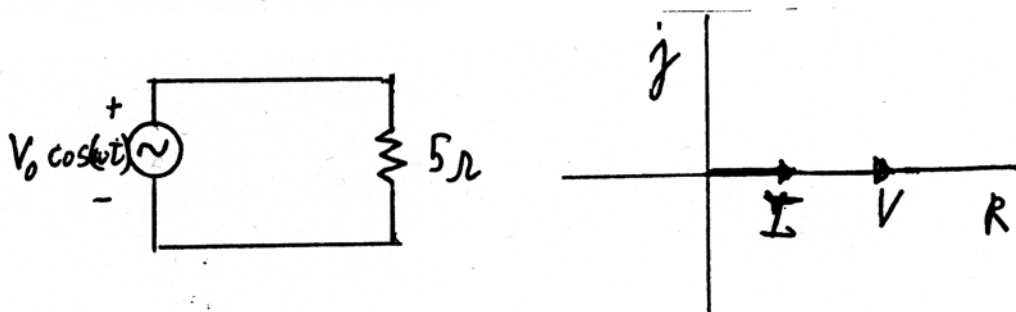 +
V₀ cos(ωt)
~
-
5Ω
j
I
V
R